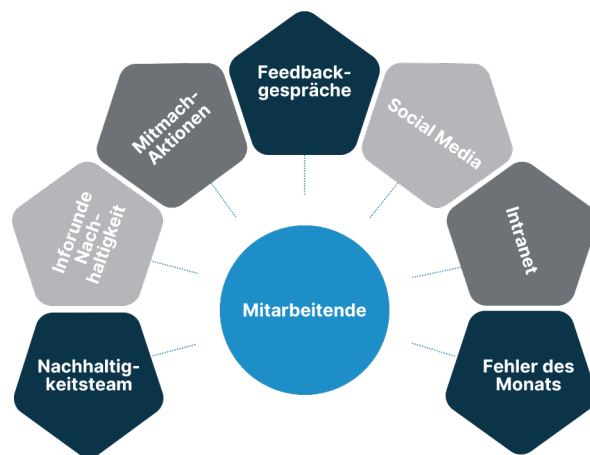 Feedback-
gespräche
Mitmach-
Aktionen
Social Media
Inforunde
Nach-
haltigkeit
Intranet
Mitarbeitende
Nachhaltig-
keitsteam
Fehler des
Monats